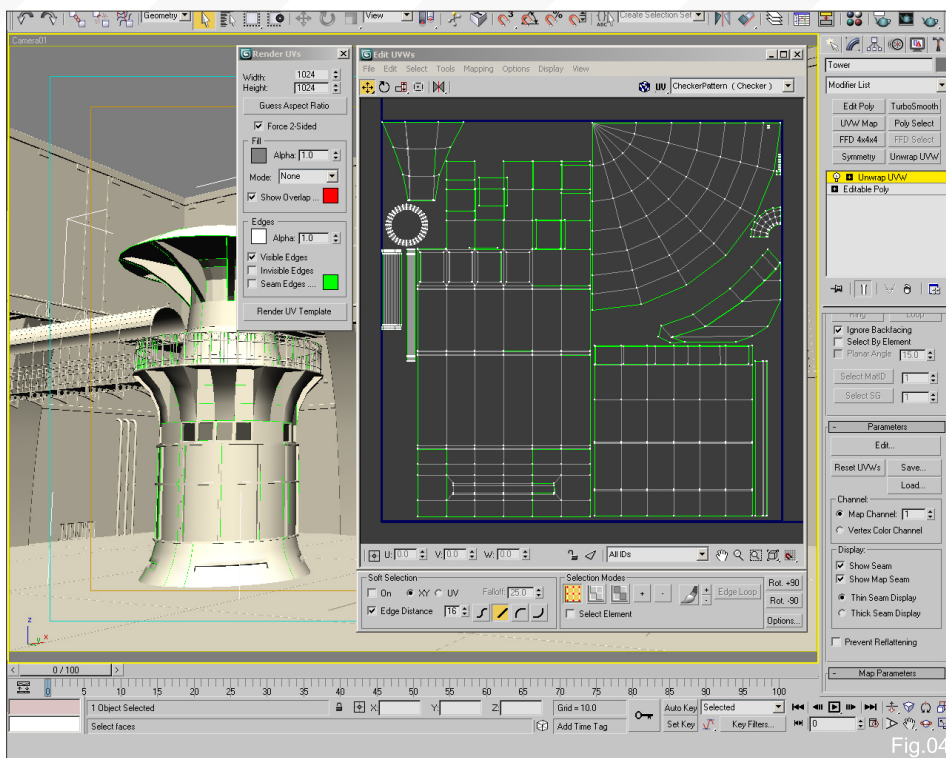 Geometry
View
Create Selection Set
Camera01
Render UVs
Width: 1024
Height: 1024
Guess Aspect Ratio
Force 2-Sided
Fill
Alpha: 1.0
Mode: None
Show Overlap ...
Edges
Alpha: 1.0
Visible Edges
Invisible Edges
Seam Edges ....
Render UV Template
Edit UVWs
File Edit Select Tools Mapping Options Display View
UV CheckerPattern ( Checker )
U: 0.0 V: 0.0 W: 0.0
All IDs
Soft Selection
On XY UV Falloff: 25.0
Edge Distance 16
Selection Modes
+ - + - Edge Loop
Select Element
Rot. +90
Rot. -90
Options...
Tower
Modifier List
Edit Poly TurboSmooth
UVW Map Poly Select
FFD 4x4x4 FFD Select
Symmetry Unwrap UVW
Unwrap UVW
Editable Poly
Ring Loop
Ignore Backfacing
Select By Element
Planar Angle 15.0
Select MatID 1
Select SG 1
- Parameters
Edit...
Reset UVWs Save...
Load...
Channel:
Map Channel: 1
Vertex Color Channel
Display:
Show Seam
Show Map Seam
Thin Seam Display
Thick Seam Display
Prevent Reflattening
- Map Parameters
z
y x
< 0 / 100 >
0 5 10 15 20 25 30 35 40 45 50 55 60 65 70 75 80 85 90 95 100
1 Object Selected X: Y: Z: Grid = 10.0 Auto Key Selected
Select faces Add Time Tag Set Key Key Filters... 0
Fig.04